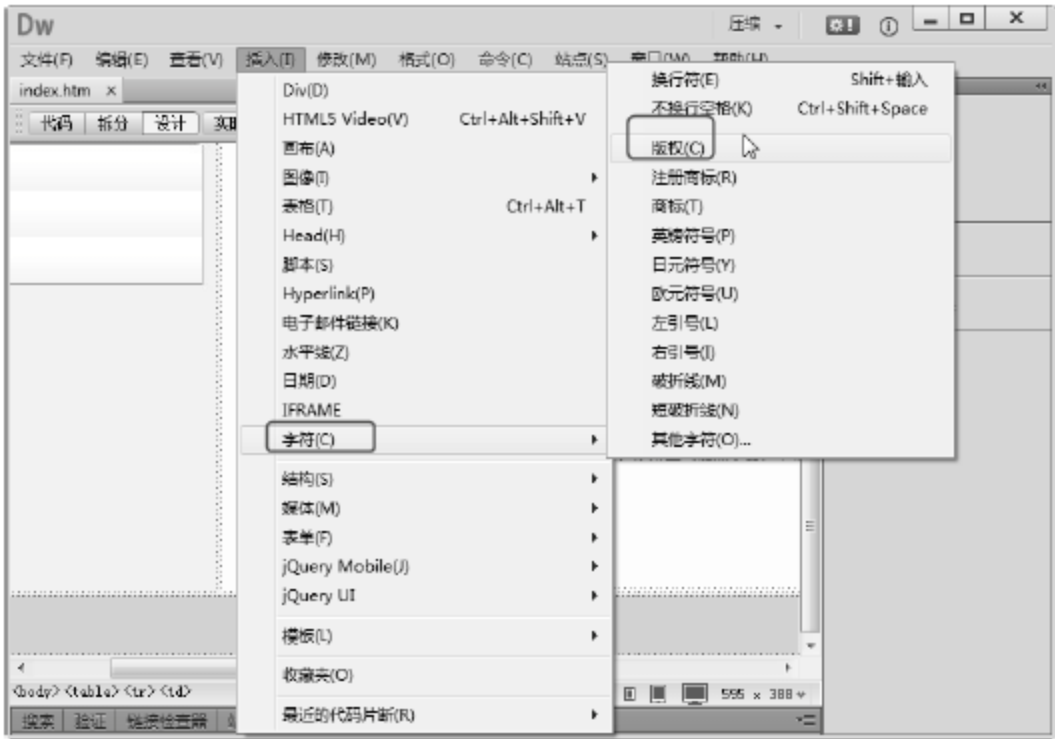 Dw 压缩
文件(F) 编辑(E) 查看(V) 插入(I) 修改(M) 格式(O) 命令(C) 站点(S) 窗口(W) 帮助(H)
index.htm ×
代码 拆分 设计
Div(D)
HTML5 Video(V) Ctrl+Alt+Shift+V
画布(A)
图像(I)
表格(T) Ctrl+Alt+T
Head(H)
脚本(S)
Hyperlink(P)
电子邮件链接(K)
水平线(Z)
日期(D)
IFRAME
字符(C)
结构(S)
媒体(M)
表单(F)
jQuery Mobile(J)
jQuery UI
模板(L)
收藏夹(O)
最近的代码片断(R)
换行符(E) Shift+输入
不换行空格(K) Ctrl+Shift+Space
版权(C)
注册商标(R)
商标(T)
英镑符号(P)
日元符号(Y)
欧元符号(U)
左引号(L)
右引号(I)
破折线(M)
短破折线(N)
其他字符(O)...
<body> <table> <tr> <td> 595 x 388
搜索 验证 链接检查器